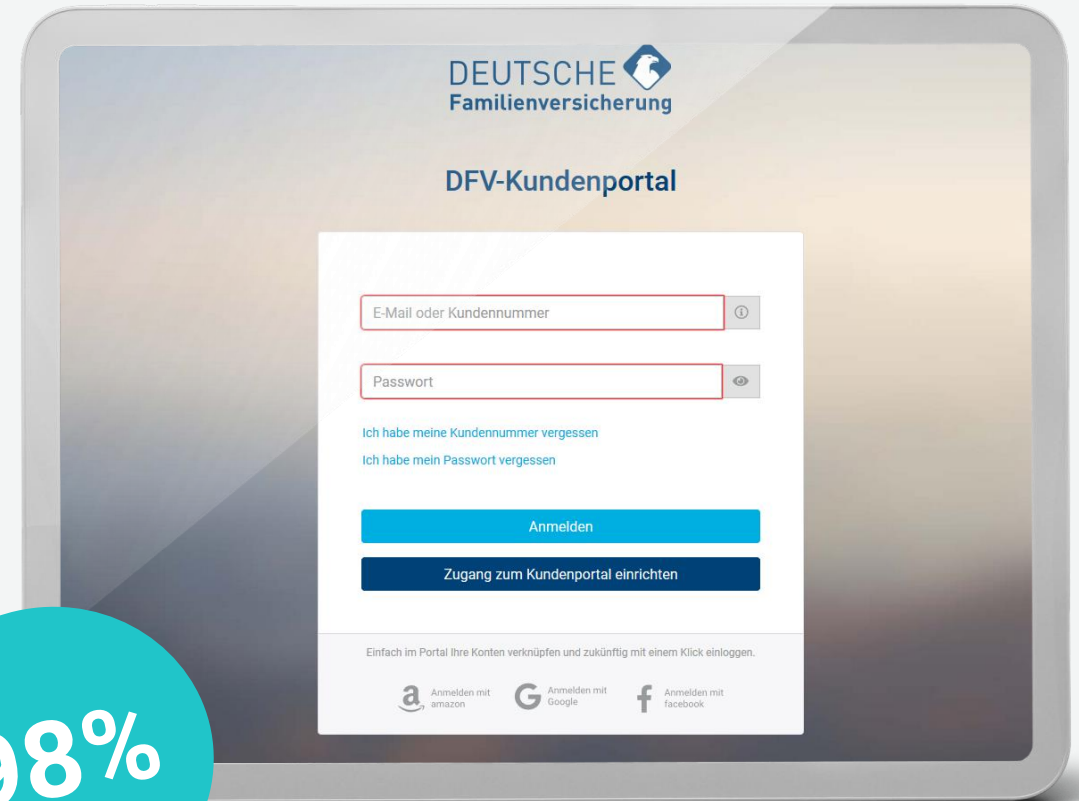 DEUTSCHE
Familienversicherung
DFV-Kundenportal
E-Mail oder Kundennummer
Passwort
Ich habe meine Kundennummer vergessen
Ich habe mein Passwort vergessen
Anmelden
Zugang zum Kundenportal einrichten
Einfach im Portal Ihre Konten verknüpfen und zukünftig mit einem Klick einloggen.
a Anmelden mit
amazon
G Anmelden mit
Google
f Anmelden mit
facebook
98%